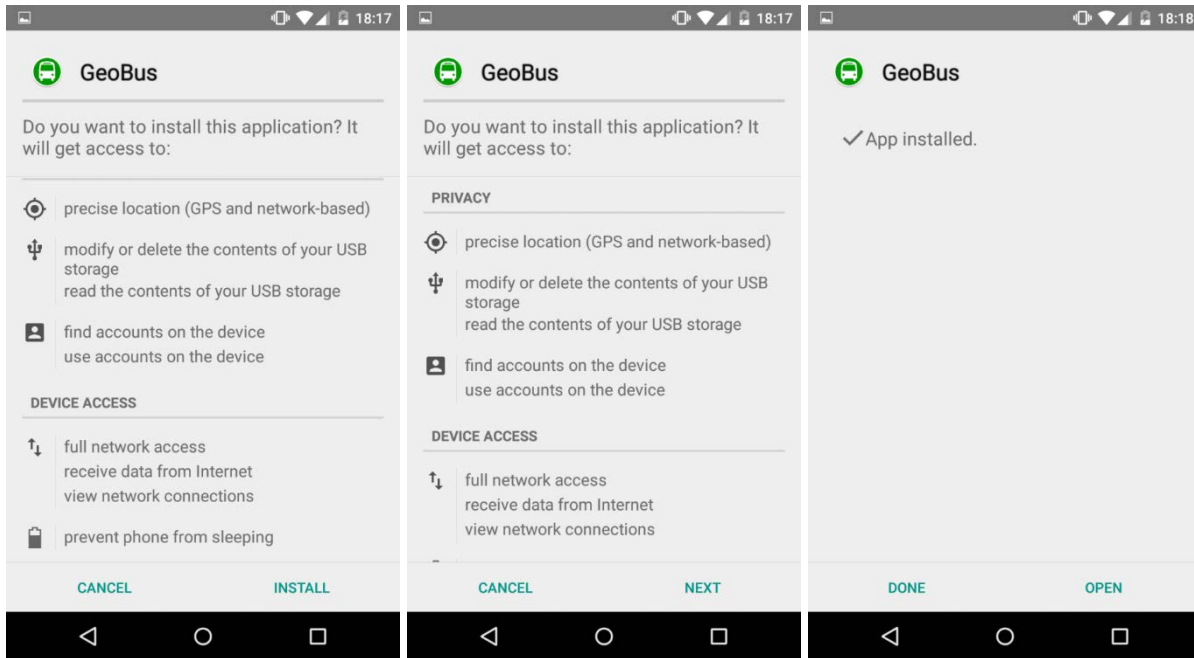 18:17
GeoBus
Do you want to install this application? It
will get access to:
precise location (GPS and network-based)
modify or delete the contents of your USB
storage
read the contents of your USB storage
find accounts on the device
use accounts on the device
DEVICE ACCESS
full network access
receive data from Internet
view network connections
prevent phone from sleeping
CANCEL INSTALL
18:17
GeoBus
Do you want to install this application? It
will get access to:
PRIVACY
precise location (GPS and network-based)
modify or delete the contents of your USB
storage
read the contents of your USB storage
find accounts on the device
use accounts on the device
DEVICE ACCESS
full network access
receive data from Internet
view network connections
CANCEL NEXT
18:18
GeoBus
App installed.
DONE OPEN